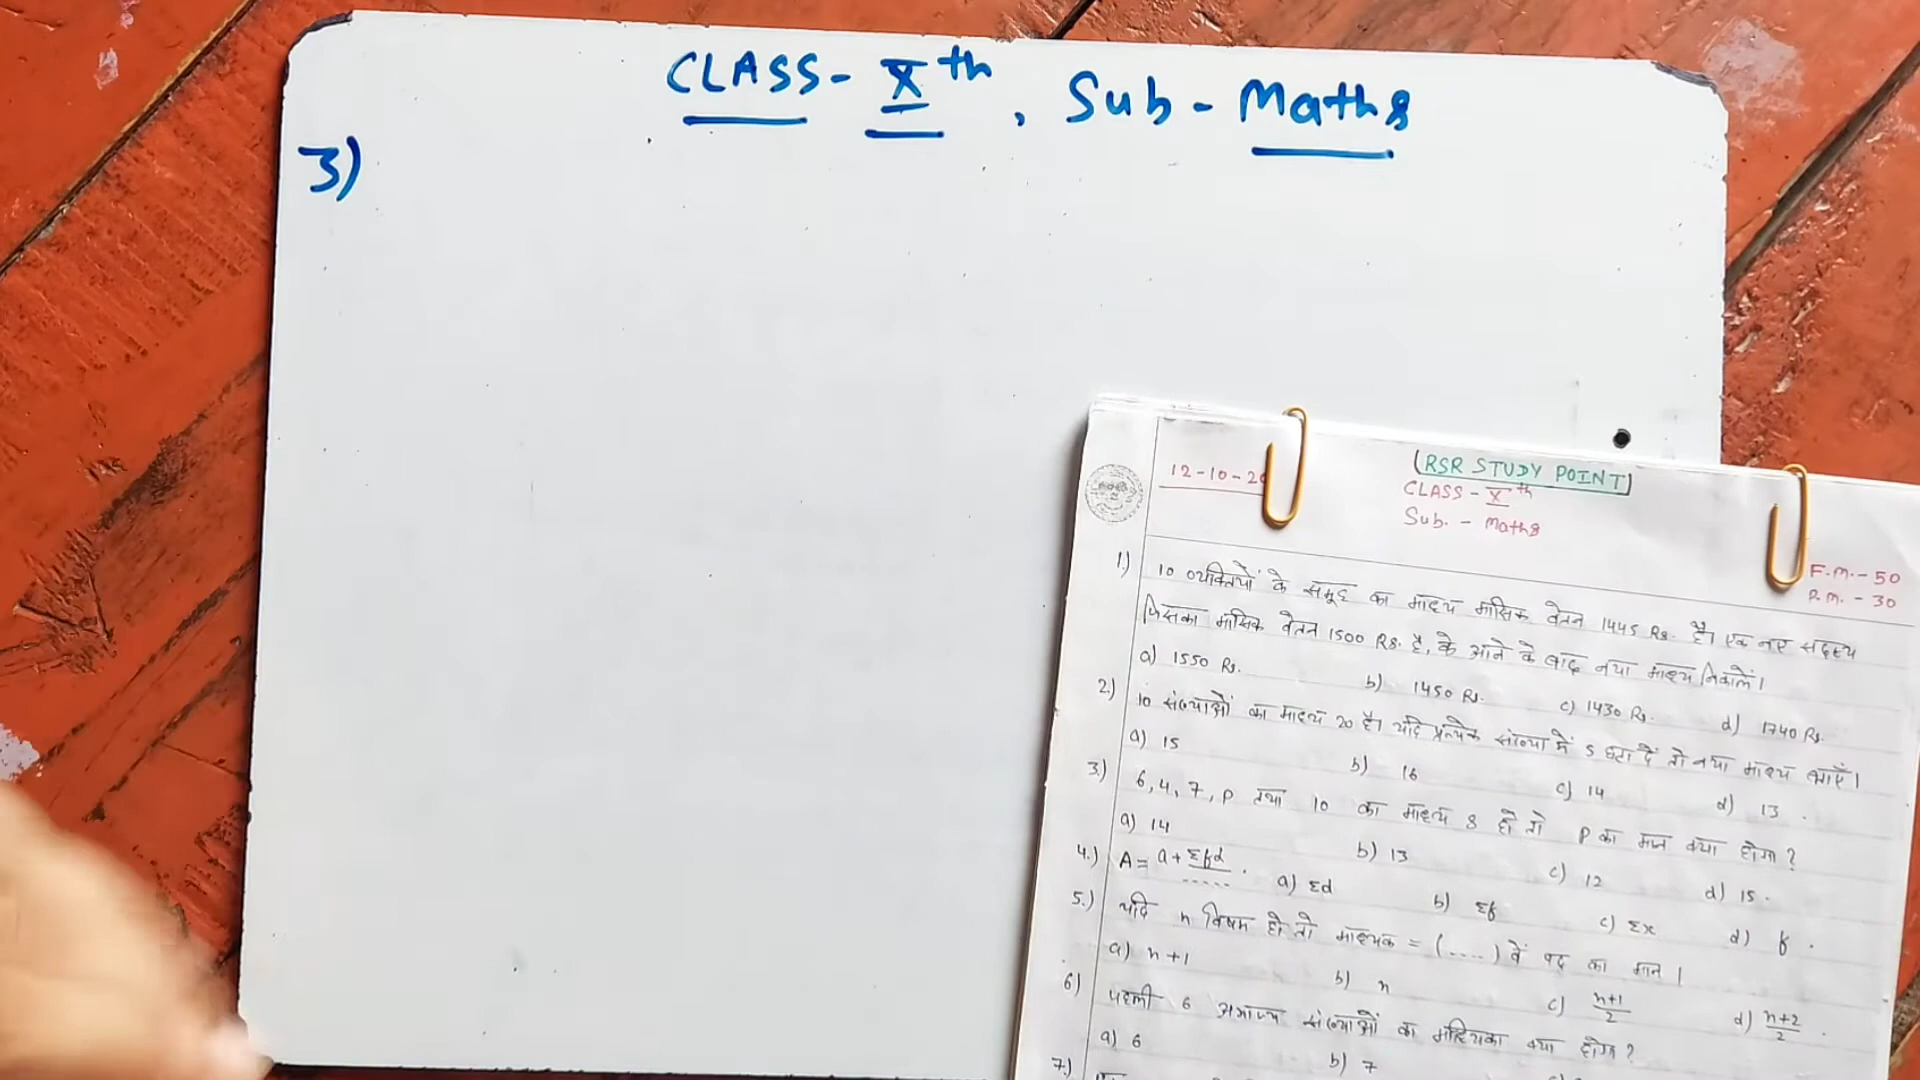 CLASS - Xth, Sub - Maths
3)
12-10-20
[RSR STUDY POINT]
CLASS - Xth
Sub. - Maths
F.M. - 50
P.M. - 30
1.) 10 व्यक्तियों के समूह का माध्य मासिक वेतन 1445 Rs. है। एक नए सदस्य
जिसका मासिक वेतन 1500 Rs. है, के आने के बाद नया माध्य निकालें।
a) 1550 Rs. b) 1450 Rs. c) 1430 Rs. d) 1740 Rs.
2.) 10 संख्याओं का माध्य 20 है। यदि प्रत्येक संख्या में 5 घटा दें तो नया माध्य बताएँ।
a) 15 b) 16 c) 14 d) 13.
3.) 6, 4, 7, P तथा 10 का माध्य 8 हो तो P का मान क्या होगा?
a) 14 b) 13 c) 12 d) 15.
4.) A = a + Σfd / ..... . a) Σd b) Σf c) Σx d) f.
5.) यदि n विषम हो तो माध्यक = (....) वें पद का मान।
a) n+1 b) n c) n+1/2 d) n+2/2.
6) पहली 6 अभाज्य संख्याओं का माध्यिका क्या होगा?
a) 6 b) 7
7.)